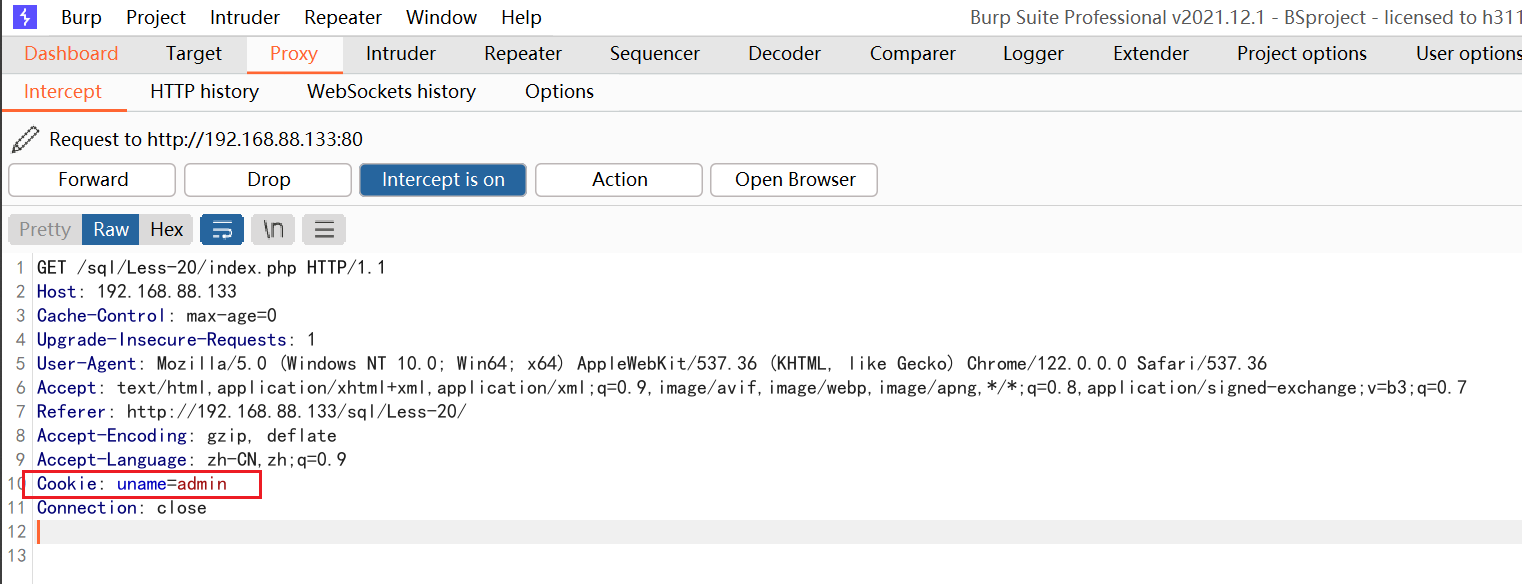 Burp Project Intruder Repeater Window Help Burp Suite Professional v2021.12.1 - BSproject - licensed to h311
Dashboard Target Proxy Intruder Repeater Sequencer Decoder Comparer Logger Extender Project options User options
Intercept HTTP history WebSockets history Options
Request to http://192.168.88.133:80
Forward Drop Intercept is on Action Open Browser
Pretty Raw Hex \n
1 GET /sql/Less-20/index.php HTTP/1.1
2 Host: 192.168.88.133
3 Cache-Control: max-age=0
4 Upgrade-Insecure-Requests: 1
5 User-Agent: Mozilla/5.0 (Windows NT 10.0; Win64; x64) AppleWebKit/537.36 (KHTML, like Gecko) Chrome/122.0.0.0 Safari/537.36
6 Accept: text/html,application/xhtml+xml,application/xml;q=0.9,image/avif,image/webp,image/apng,*/*;q=0.8,application/signed-exchange;v=b3;q=0.7
7 Referer: http://192.168.88.133/sql/Less-20/
8 Accept-Encoding: gzip, deflate
9 Accept-Language: zh-CN,zh;q=0.9
10 Cookie: uname=admin
11 Connection: close
12
13